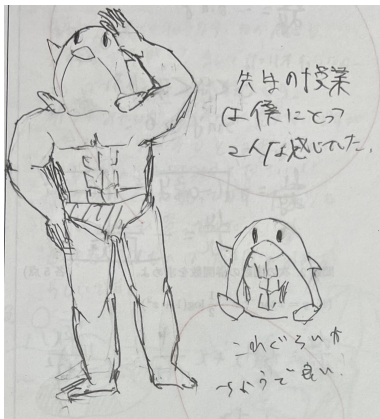 先生の授業
は僕にとって
こんな感じでした.
これぐらいが
ちょうど良い.